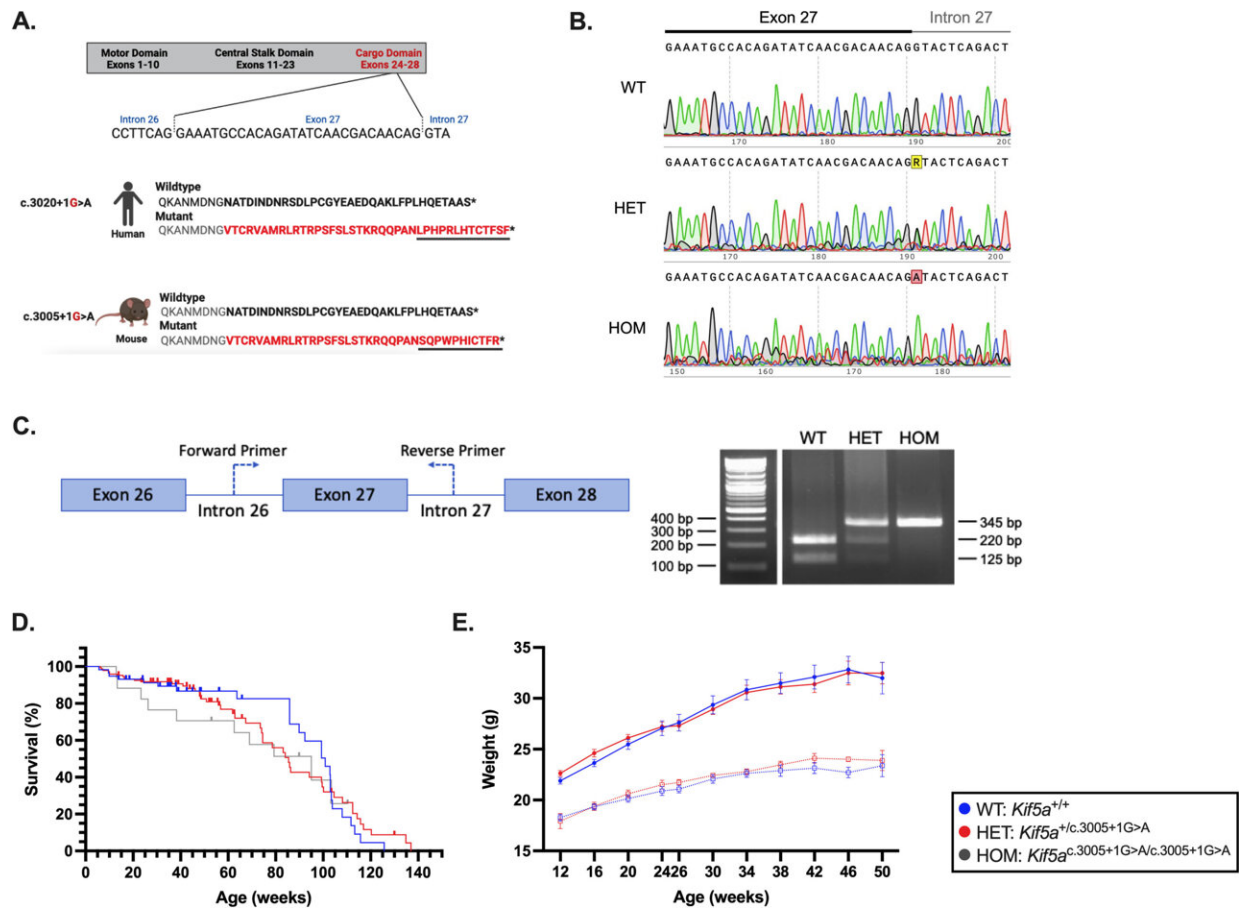 A.
Motor Domain
Exons 1-10
Central Stalk Domain
Exons 11-23
Cargo Domain
Exons 24-28
Intron 26
Exon 27
Intron 27
CCTTCAG GAAATGCCACAGATATCAACGACAACAG GTA
c.3020+1G>A
Human
Wildtype
QKANMDNGNATDINDNRSDLPCGYEAEDQAKLFPLHQETAAS*
Mutant
QKANMDNGVTCRVAMRLRTRPSFSLSTKRQQPANLPHPRLHTCTFSF*
c.3005+1G>A
Mouse
Wildtype
QKANMDNGNATDINDNRSDLPCGYEAEDQAKLFPLHQETAAS*
Mutant
QKANMDNGVTCRVAMRLRTRPSFSLSTKRQQPANSQPWPHICTFR*
B.
Exon 27
Intron 27
GAAATGCCACAGATATCAACGACAACAGGTACTCAGACT
WT
170 180 190 200
GAAATGCCACAGATATCAACGACAACAGRTACTCAGACT
HET
170 180 190 200
GAAATGCCACAGATATCAACGACAACAGATACTCAGACT
HOM
150 160 170 180
C.
Forward Primer
Reverse Primer
Exon 26
Intron 26
Exon 27
Intron 27
Exon 28
WT HET HOM
400 bp
300 bp
200 bp
100 bp
345 bp
220 bp
125 bp
D.
Survival (%)
100
80
60
40
20
0
0 20 40 60 80 100 120 140
Age (weeks)
E.
Weight (g)
35
30
25
20
15
12 16 20 2426 30 34 38 42 46 50
Age (weeks)
WT: Kif5a+/+
HET: Kif5a+/c.3005+1G>A
HOM: Kif5ac.3005+1G>A/c.3005+1G>A